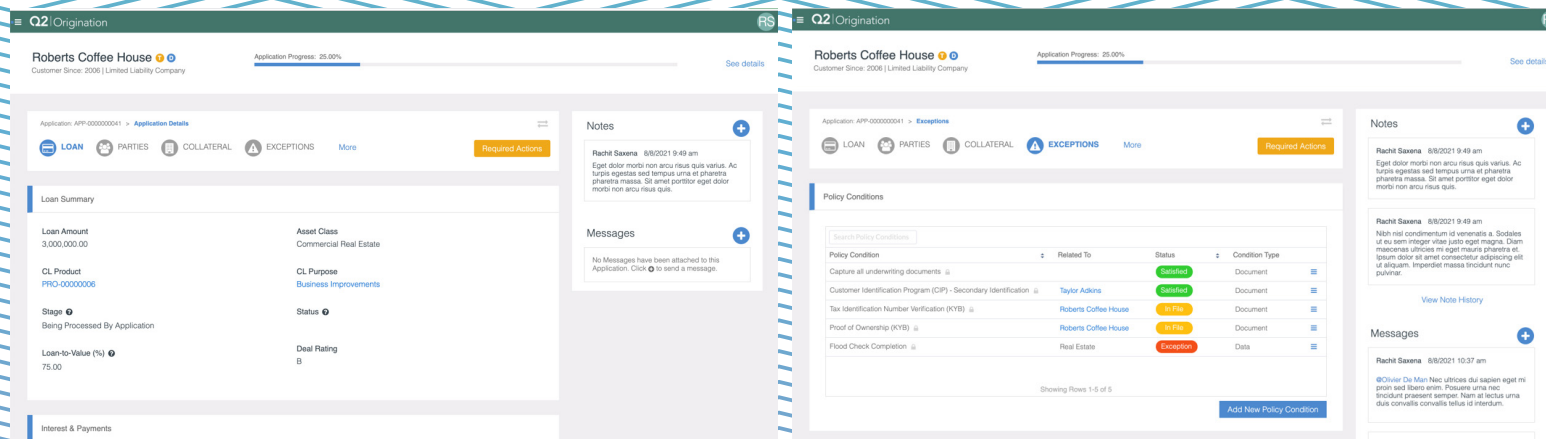 Q2 Origination
RS
Roberts Coffee House T D
Customer Since: 2006 | Limited Liability Company
Application Progress: 25.00%
See details
Application: APP-0000000041 > Application Details
LOAN PARTIES COLLATERAL EXCEPTIONS More
Required Actions
Loan Summary
Loan Amount
3,000,000.00
Asset Class
Commercial Real Estate
CL Product
PRO-00000006
CL Purpose
Business Improvements
Stage
Being Processed By Application
Status
Loan-to-Value (%)
75.00
Deal Rating
B
Interest & Payments
Notes
Rachit Saxena 8/8/2021 9:49 am
Eget dolor morbi non arcu risus quis varius. Ac
turpis egestas sed tempus urna et pharetra
pharetra massa. Sit amet porttitor eget dolor
morbi non arcu risus quis.
Messages
No Messages have been attached to this
Application. Click to send a message.
Q2 Origination
Roberts Coffee House T D
Customer Since: 2006 | Limited Liability Company
Application Progress: 25.00%
See details
Application: APP-0000000041 > Exceptions
LOAN PARTIES COLLATERAL EXCEPTIONS More
Required Actions
Policy Conditions
Search Policy Conditions
Policy Condition Related To Status Condition Type
Capture all underwriting documents Satisfied Document
Customer Identification Program (CIP) - Secondary Identification Taylor Adkins Satisfied Document
Tax Identification Number Verification (KYB) Roberts Coffee House In File Document
Proof of Ownership (KYB) Roberts Coffee House In File Document
Flood Check Completion Real Estate Exception Data
Showing Rows 1-5 of 5
Add New Policy Condition
Notes
Rachit Saxena 8/8/2021 9:49 am
Eget dolor morbi non arcu risus quis varius. Ac
turpis egestas sed tempus urna et pharetra
pharetra massa. Sit amet porttitor eget dolor
morbi non arcu risus quis.
Rachit Saxena 8/8/2021 9:49 am
Nibh nisl condimentum id venenatis a. Sodales
ut eu sem integer vitae justo eget magna. Diam
maecenas ultricies mi eget mauris pharetra et.
Ipsum dolor sit amet consectetur adipiscing elit
ut aliquam. Imperdiet massa tincidunt nunc
pulvinar.
View Note History
Messages
Rachit Saxena 8/8/2021 10:37 am
@Olivier De Man Nec ultrices dui sapien eget mi
proin sed libero enim. Posuere urna nec
tincidunt praesent semper. Nam at lectus urna
duis convallis convallis tellus id interdum.